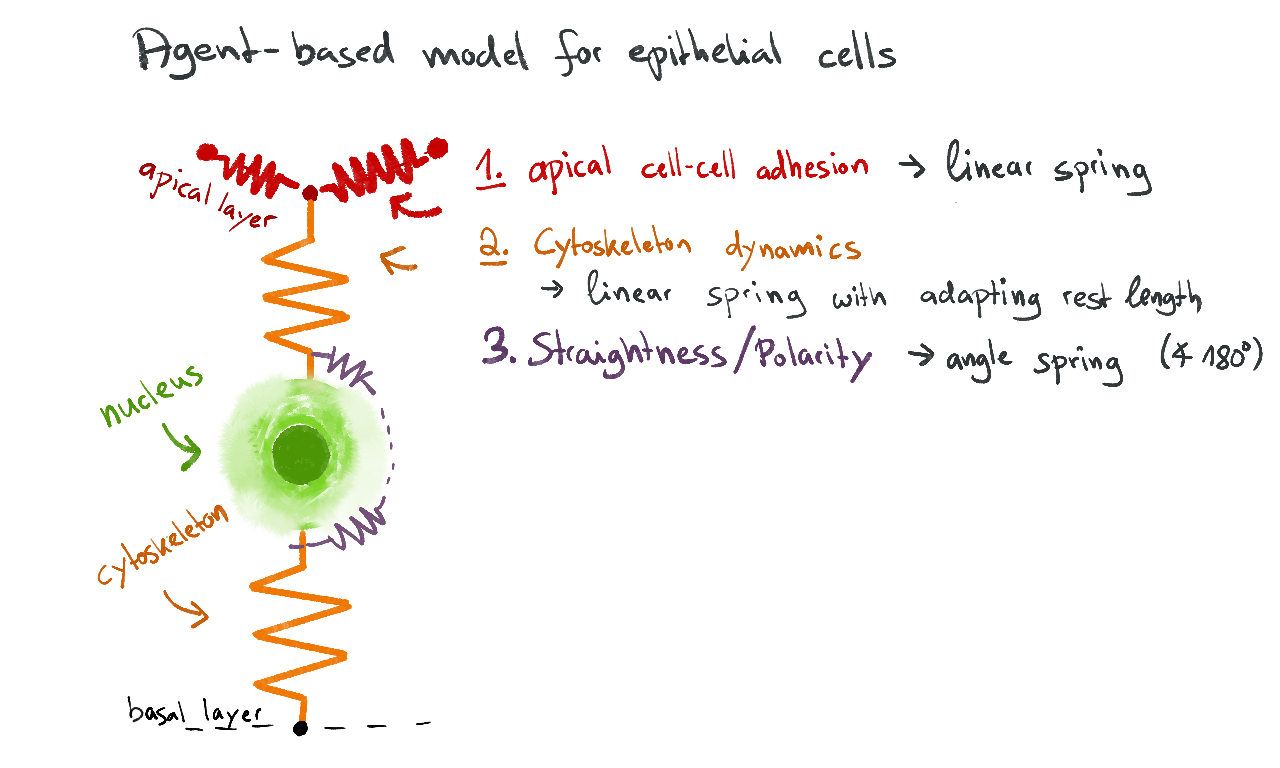 Agent-based model for epithelial cells
apical layer
1. apical cell-cell adhesion → linear spring
2. Cytoskeleton dynamics
→ linear spring with adapting rest length
3. Straightness/Polarity → angle spring (∡ 180°)
nucleus
cytoskeleton
basal layer